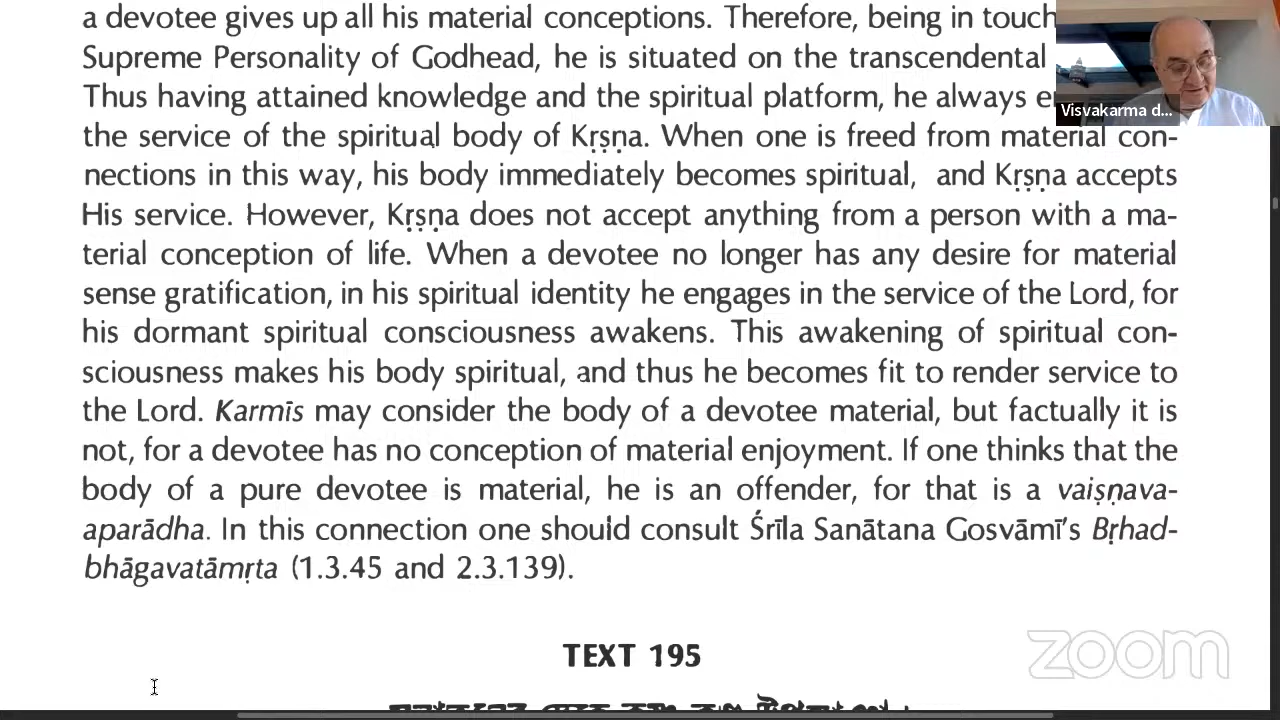 a devotee gives up all his material conceptions. Therefore, being in touch
Supreme Personality of Godhead, he is situated on the transcendental
Thus having attained knowledge and the spiritual platform, he always
the service of the spiritual body of Kṛṣṇa. When one is freed from material con-
nections in this way, his body immediately becomes spiritual, and Kṛṣṇa accepts
His service. However, Kṛṣṇa does not accept anything from a person with a ma-
terial conception of life. When a devotee no longer has any desire for material
sense gratification, in his spiritual identity he engages in the service of the Lord, for
his dormant spiritual consciousness awakens. This awakening of spiritual con-
sciousness makes his body spiritual, and thus he becomes fit to render service to
the Lord. Karmīs may consider the body of a devotee material, but factually it is
not, for a devotee has no conception of material enjoyment. If one thinks that the
body of a pure devotee is material, he is an offender, for that is a vaiṣṇava-
aparādha. In this connection one should consult Śrīla Sanātana Gosvāmī's Bṛhad-
bhāgavatāmṛta (1.3.45 and 2.3.139).
TEXT 195
Visvakarma d...
zoom